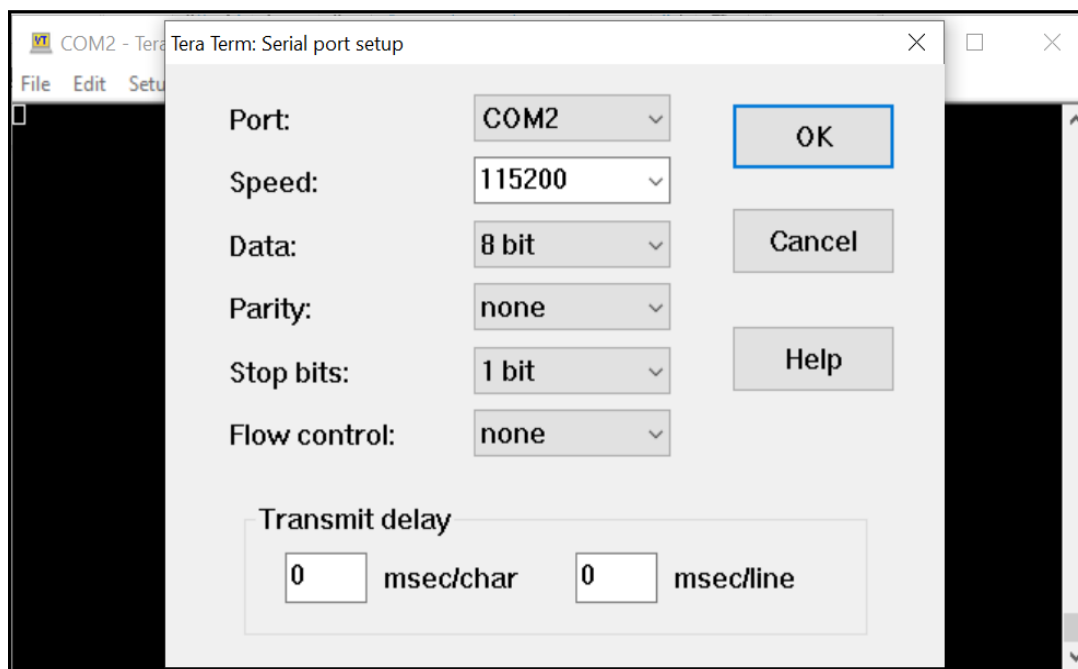 COM2 - Tera
Tera Term: Serial port setup
File Edit Setu
Port: COM2
OK
Speed: 115200
Data: 8 bit
Cancel
Parity: none
Stop bits: 1 bit
Help
Flow control: none
Transmit delay
0 msec/char 0 msec/line